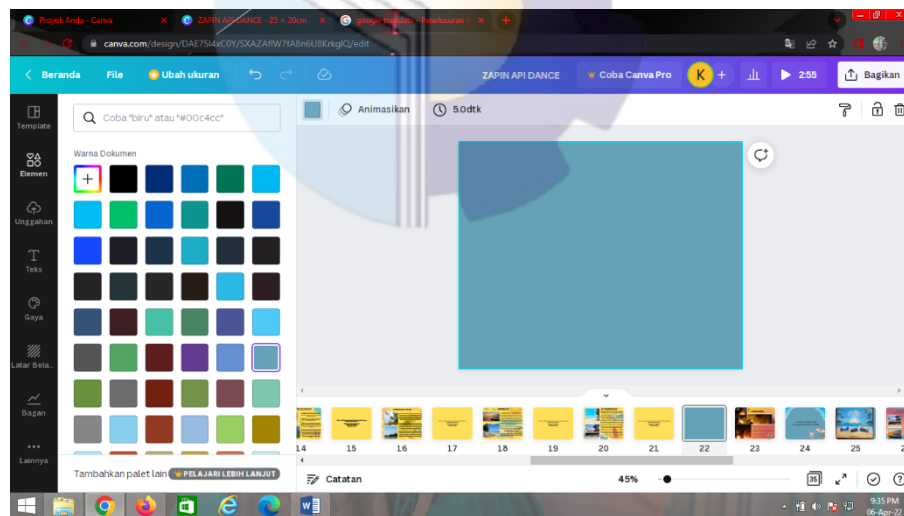 Proyek Anda - Canva
ZAPIN API DANCE - 25 × 20cm
google translate - Penelusuran G
canva.com/design/DAE75I4xC0Y/SXAZAflW7fA8n6U8KrkglQ/edit
Beranda File Ubah ukuran ZAPIN API DANCE Coba Canva Pro K + 2:55 Bagikan
Template
Elemen
Unggahan
Teks
Gaya
Latar Bela...
Bagan
Lainnya
Coba "biru" atau "#00c4cc"
Animasikan 5.0dtk
Warna Dokumen
14 15 16 17 18 19 20 21 22 23 24 25
Tambahkan palet lain PELAJARI LEBIH LANJUT
Catatan 45% 35
9:35 PM
06-Apr-22